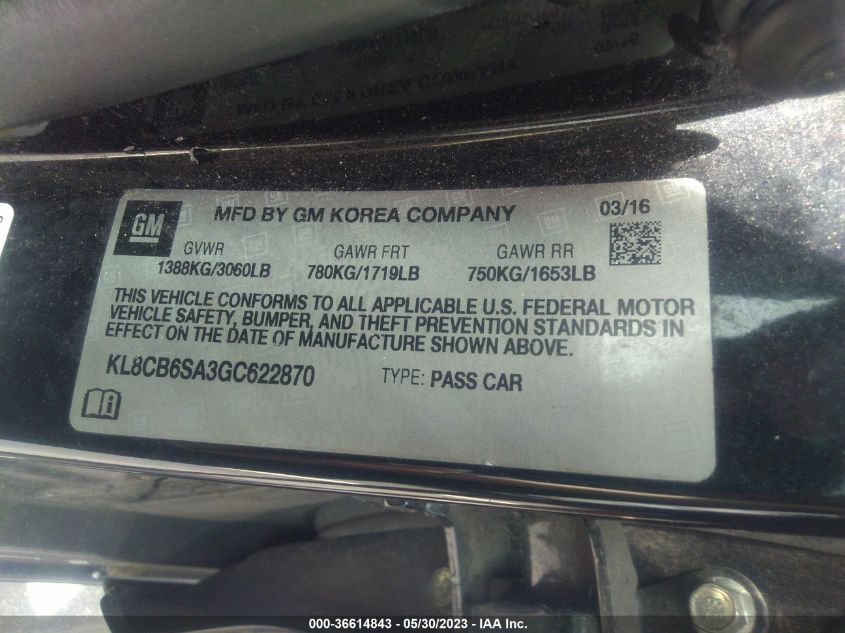 GM
MFD BY GM KOREA COMPANY
03/16
GVWR GAWR FRT GAWR RR
1388KG/3060LB 780KG/1719LB 750KG/1653LB
THIS VEHICLE CONFORMS TO ALL APPLICABLE U.S. FEDERAL MOTOR
VEHICLE SAFETY, BUMPER, AND THEFT PREVENTION STANDARDS IN
EFFECT ON THE DATE OF MANUFACTURE SHOWN ABOVE.
KL8CB6SA3GC622870 TYPE: PASS CAR
000-36614843 / 05/30/2023 - IAA Inc.